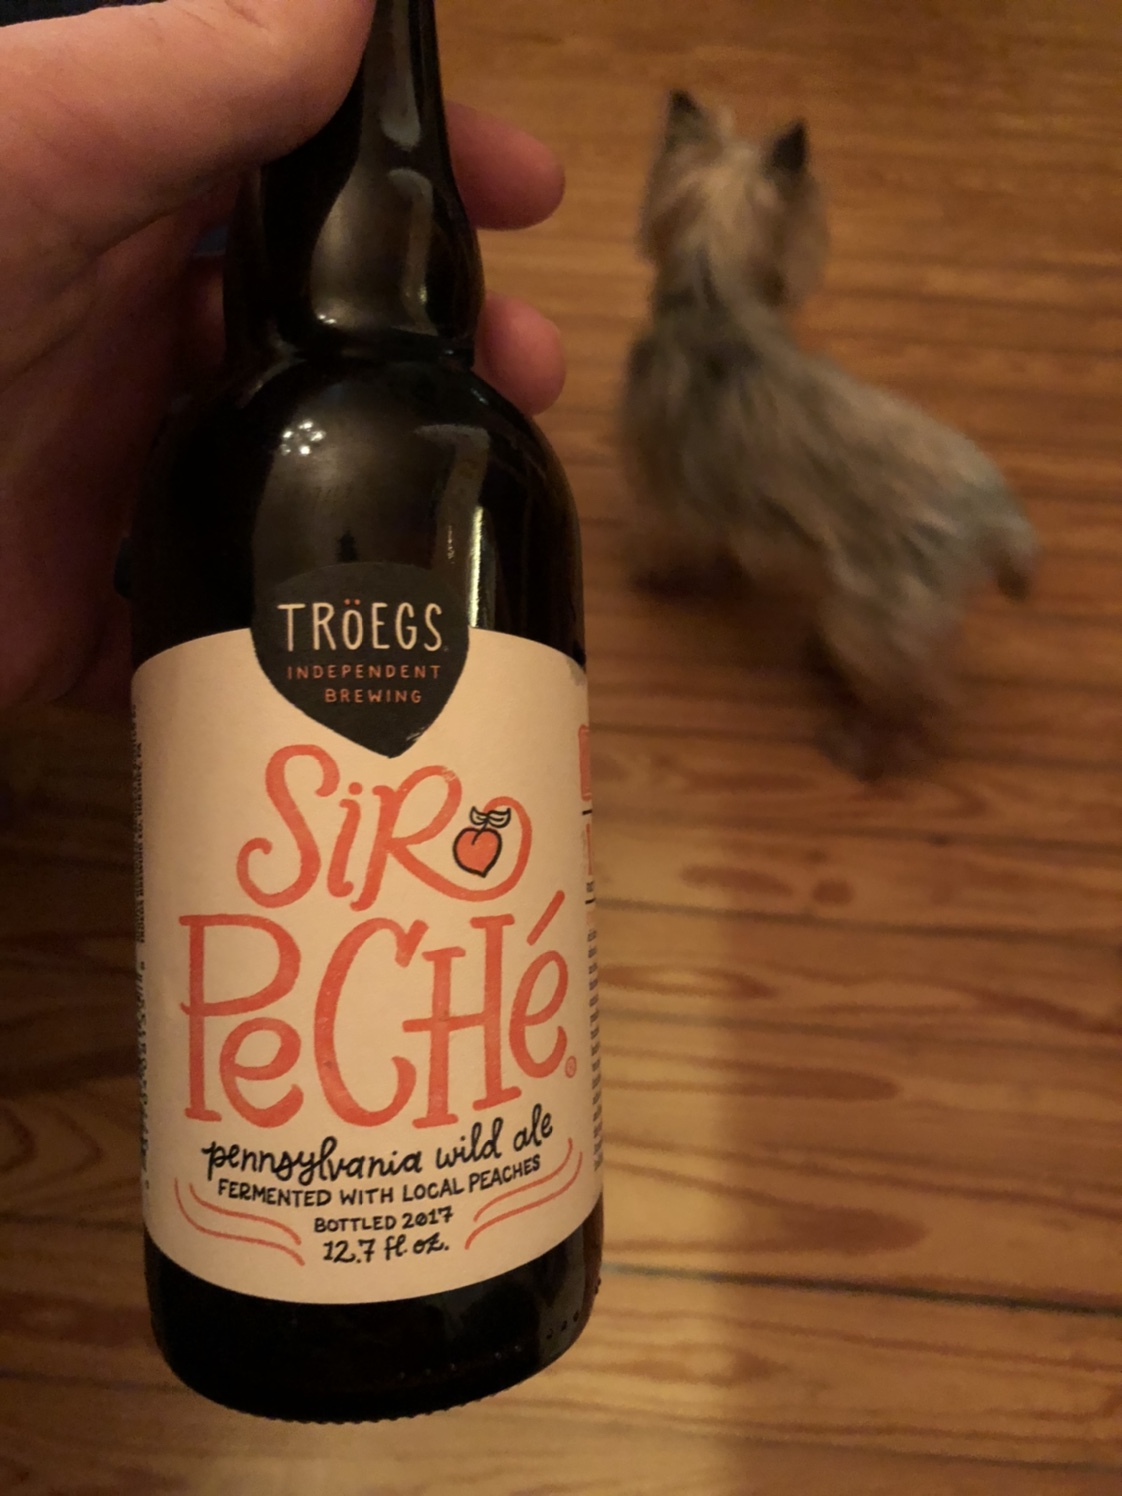 TRÖEGS
INDEPENDENT
BREWING
SiR
PeCHé®
pennsylvania wild ale
FERMENTED WITH LOCAL PEACHES
BOTTLED 2017
12.7 fl oz.